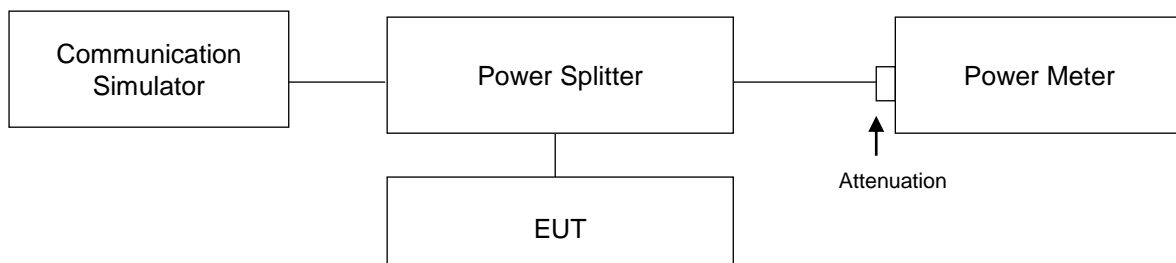 Communication
Simulator
Power Splitter
Power Meter
Attenuation
EUT